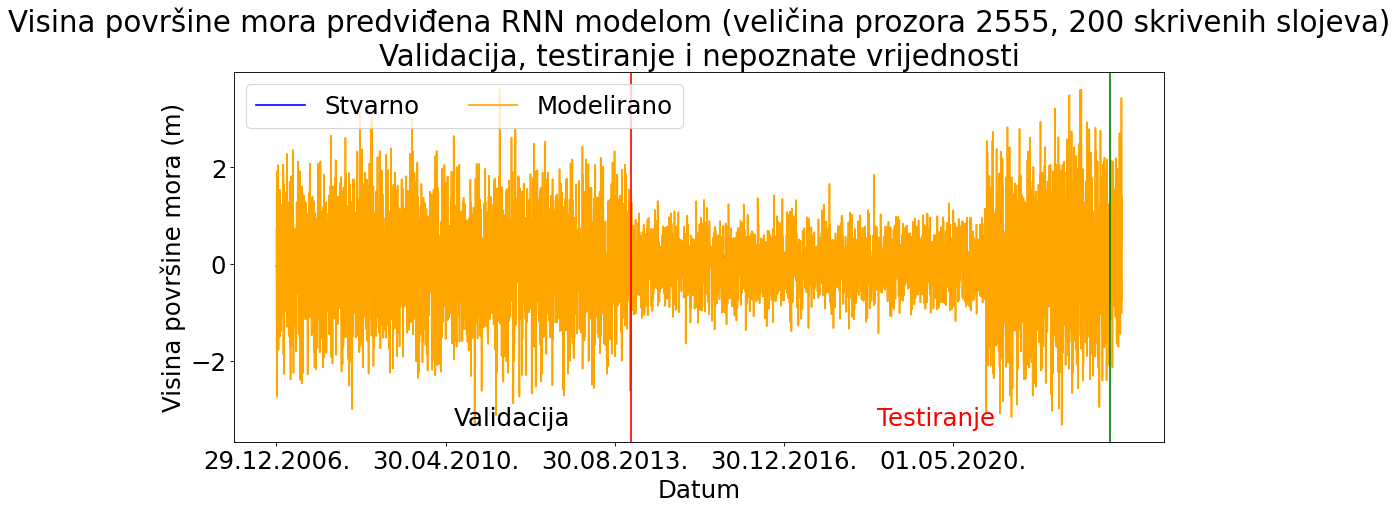 Visina površine mora predviđena RNN modelom (veličina prozora 2555, 200 skrivenih slojeva)
Validacija, testiranje i nepoznate vrijednosti
Stvarno
Modelirano
Visina površine mora (m)
2
0
−2
Validacija
Testiranje
29.12.2006.
30.04.2010.
30.08.2013.
30.12.2016.
01.05.2020.
Datum